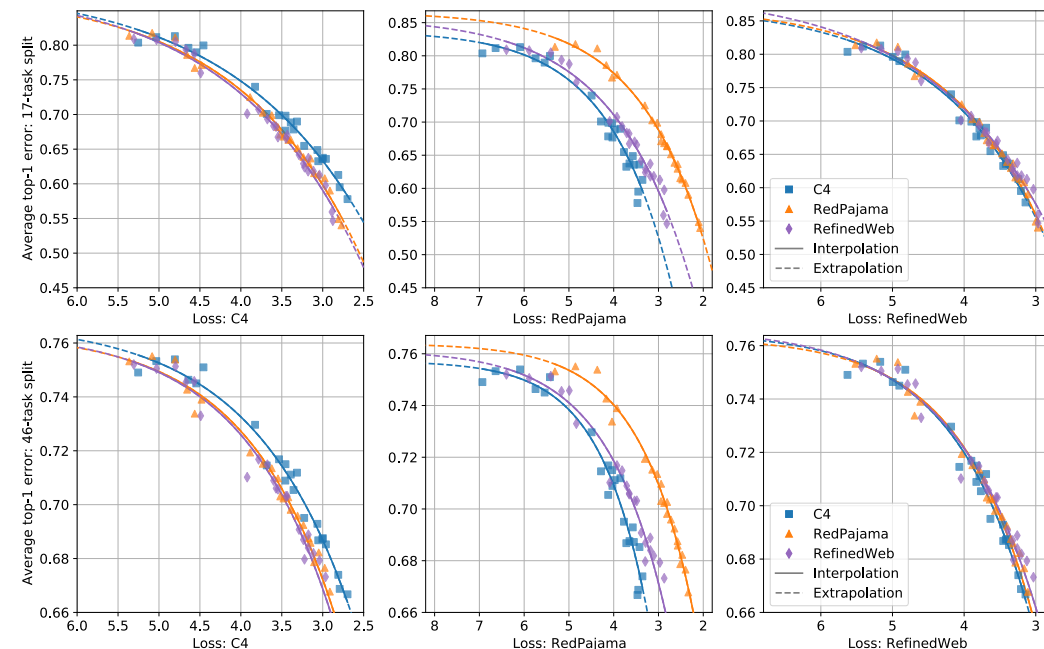 Average top-1 error: 17-task split
0.80
0.75
0.70
0.65
0.60
0.55
0.50
0.45
6.0 5.5 5.0 4.5 4.0 3.5 3.0 2.5
Loss: C4
0.85
0.80
0.75
0.70
0.65
0.60
0.55
0.50
0.45
8 7 6 5 4 3 2
Loss: RedPajama
0.85
0.80
0.75
0.70
0.65
0.60
0.55
0.50
0.45
C4
RedPajama
RefinedWeb
Interpolation
Extrapolation
6 4 3
Loss: RefinedWeb
Average top-1 error: 46-task split
0.76
0.74
0.72
0.70
0.68
0.66
6.0 5.5 5.0 4.5 4.0 3.5 3.0 2.5
Loss: C4
0.76
0.74
0.72
0.70
0.68
0.66
8 7 6 5 4 3 2
Loss: RedPajama
0.76
0.74
0.72
0.70
0.68
0.66
C4
RedPajama
RefinedWeb
Interpolation
Extrapolation
6 5 4 3
Loss: RefinedWeb